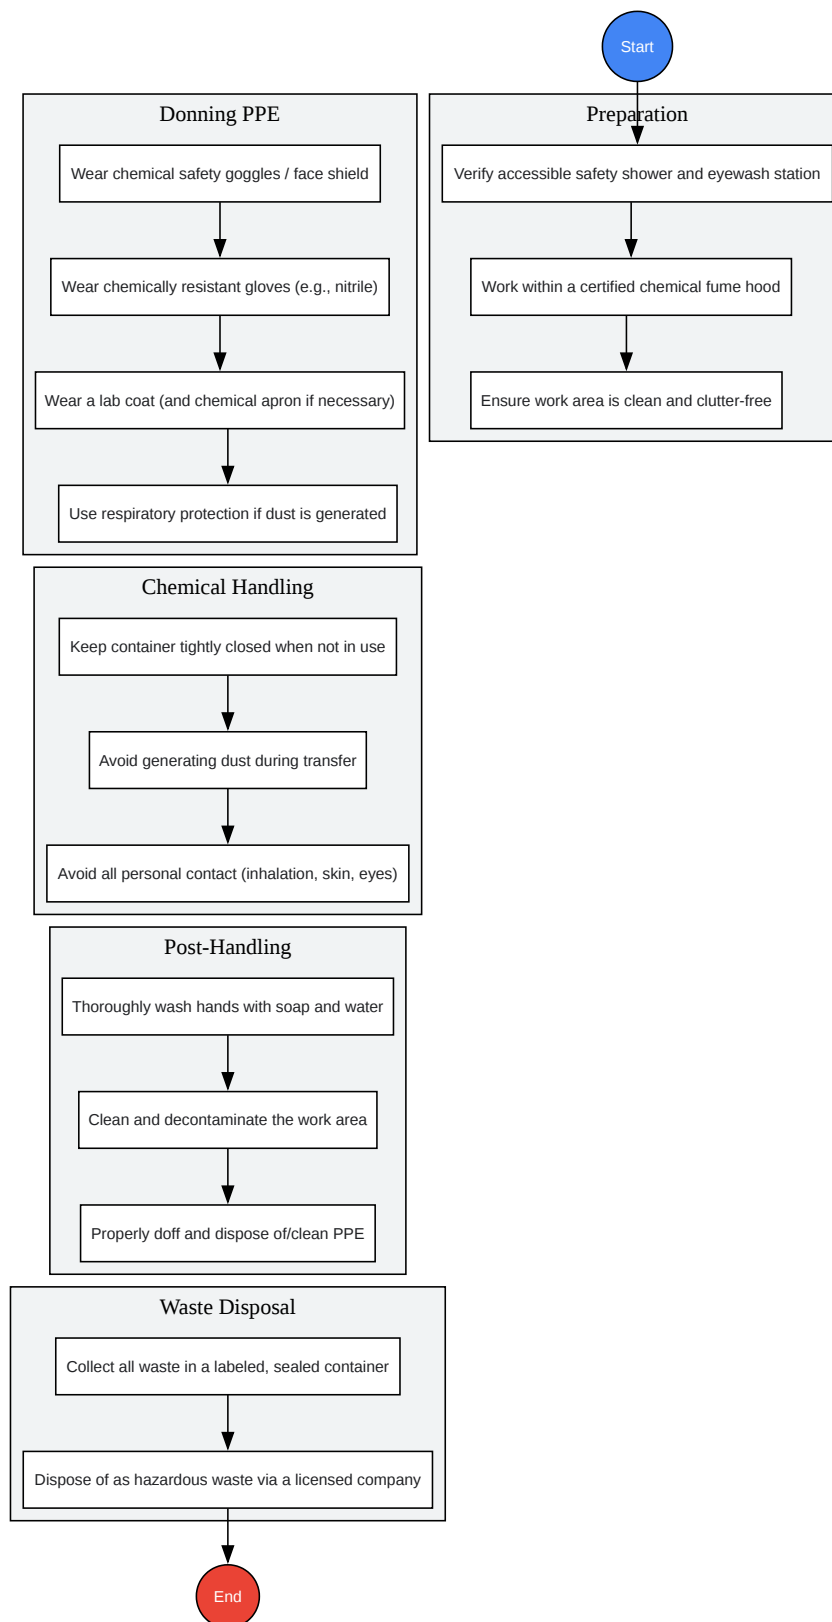 Start
Preparation
Verify accessible safety shower and eyewash station
Work within a certified chemical fume hood
Ensure work area is clean and clutter-free
Donning PPE
Wear chemical safety goggles / face shield
Wear chemically resistant gloves (e.g., nitrile)
Wear a lab coat (and chemical apron if necessary)
Use respiratory protection if dust is generated
Chemical Handling
Keep container tightly closed when not in use
Avoid generating dust during transfer
Avoid all personal contact (inhalation, skin, eyes)
Post-Handling
Thoroughly wash hands with soap and water
Clean and decontaminate the work area
Properly doff and dispose of/clean PPE
Waste Disposal
Collect all waste in a labeled, sealed container
Dispose of as hazardous waste via a licensed company
End